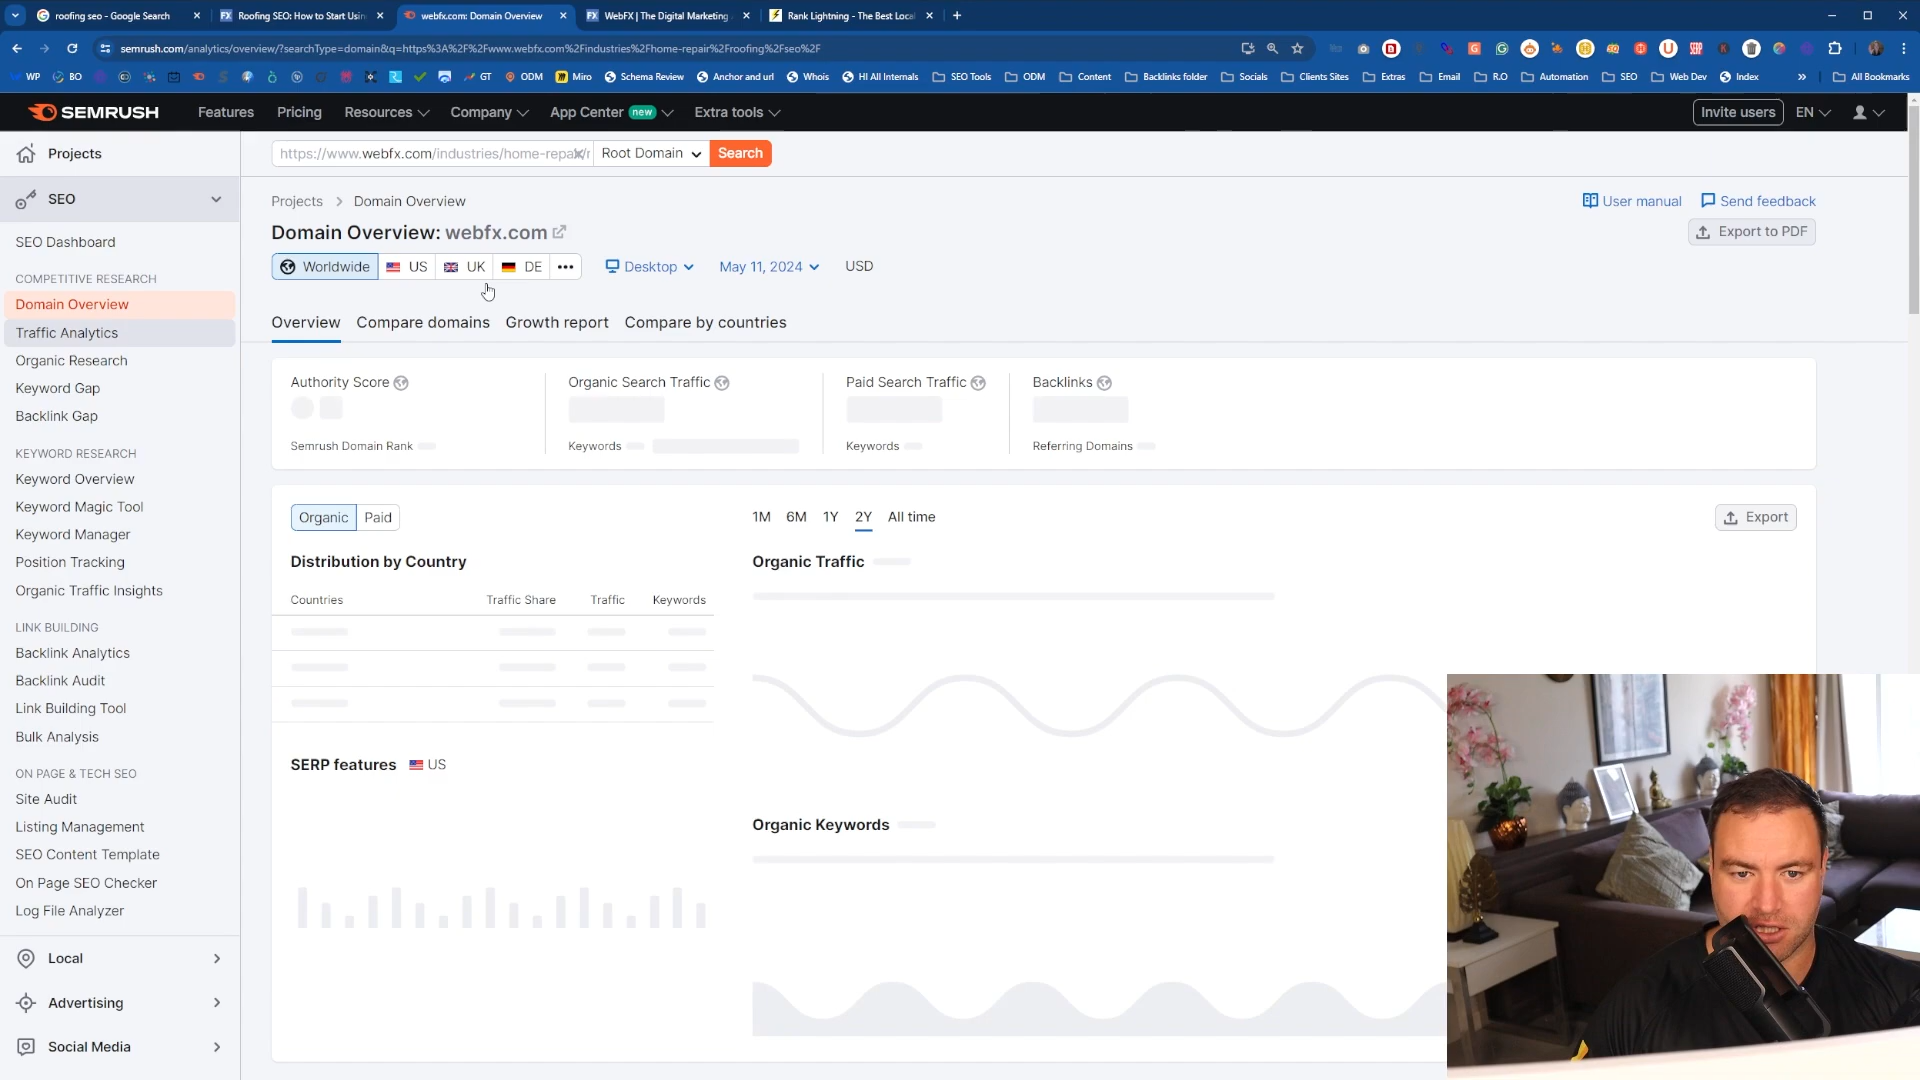 roofing seo - Google Search
Roofing SEO: How to Start Usin
webfx.com: Domain Overview
WebFX | The Digital Marketing
Rank Lightning - The Best Loca
semrush.com/analytics/overview/?searchType=domain&q=https%3A%2F%2Fwww.webfx.com%2Findustries%2Fhome-repair%2Froofing%2Fseo%2F
WP
BO
GT
ODM
Miro
Schema Review
Anchor and url
Whois
HI All Internals
SEO Tools
ODM
Content
Backlinks folder
Socials
Clients Sites
Extras
Email
R.O
Automation
SEO
Web Dev
Index
All Bookmarks
SEMRUSH
Features
Pricing
Resources
Company
App Center new
Extra tools
Invite users
EN
Projects
https://www.webfx.com/industries/home-repair/r
Root Domain
Search
SEO
Projects > Domain Overview
User manual
Send feedback
Domain Overview: webfx.com
Export to PDF
SEO Dashboard
Worldwide
US
UK
DE
Desktop
May 11, 2024
USD
COMPETITIVE RESEARCH
Domain Overview
Traffic Analytics
Organic Research
Keyword Gap
Backlink Gap
KEYWORD RESEARCH
Keyword Overview
Keyword Magic Tool
Keyword Manager
Position Tracking
Organic Traffic Insights
LINK BUILDING
Backlink Analytics
Backlink Audit
Link Building Tool
Bulk Analysis
ON PAGE & TECH SEO
Site Audit
Listing Management
SEO Content Template
On Page SEO Checker
Log File Analyzer
Local
Advertising
Social Media
Overview
Compare domains
Growth report
Compare by countries
Authority Score
Semrush Domain Rank
Organic Search Traffic
Keywords
Paid Search Traffic
Keywords
Backlinks
Referring Domains
Organic
Paid
1M
6M
1Y
2Y
All time
Export
Distribution by Country
Countries
Traffic Share
Traffic
Keywords
SERP features
US
Organic Traffic
Organic Keywords